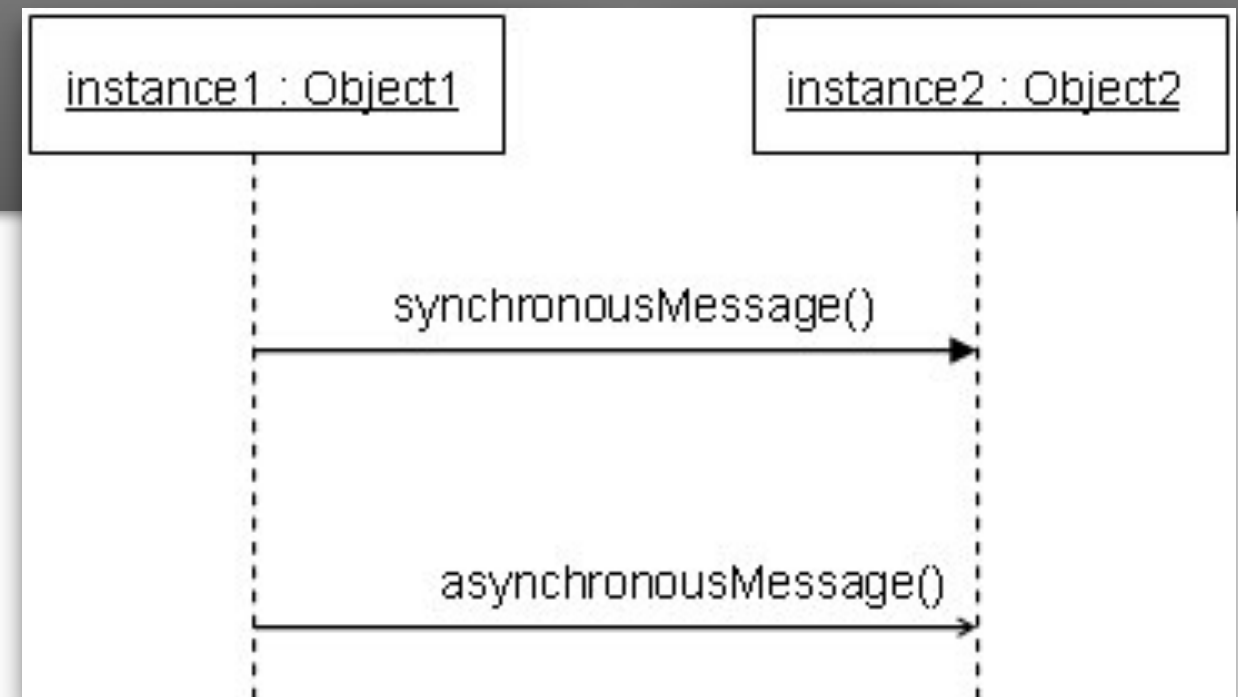 instance1 : Object1
instance2 : Object2
synchronousMessage()
asynchronousMessage()